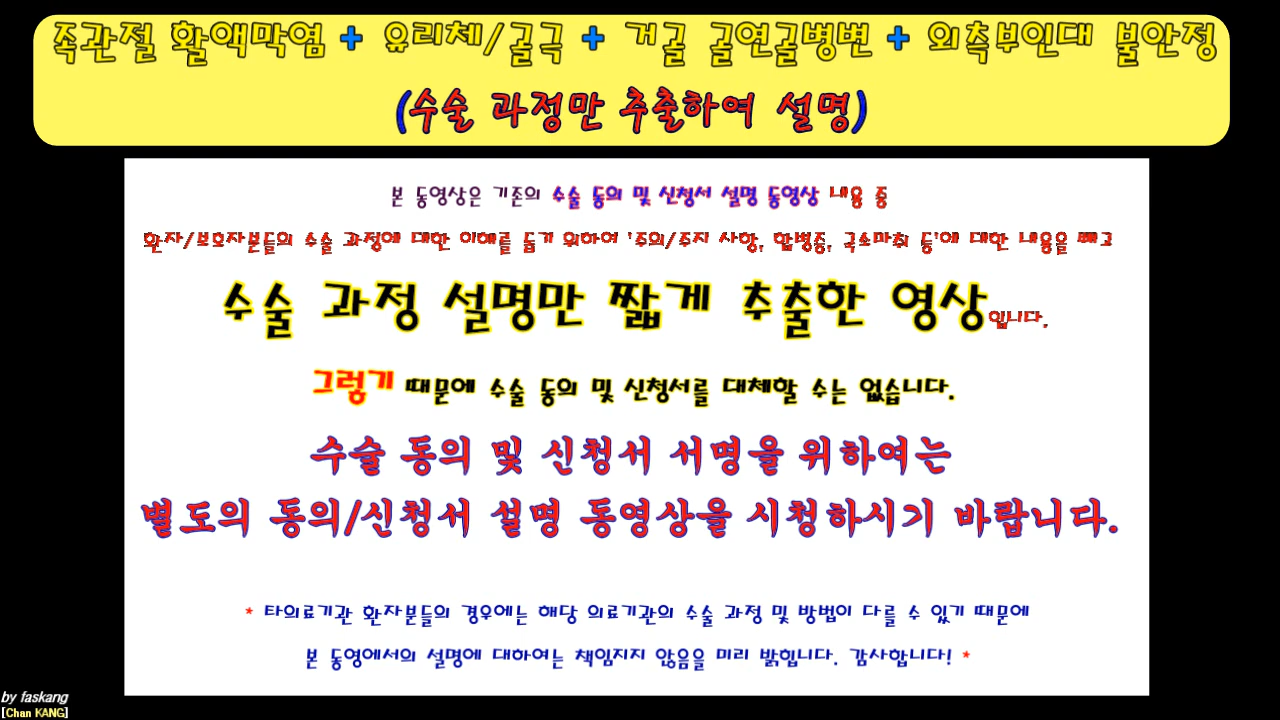 족관절 활액막염 + 유리체/골극 + 거골 골연골병변 + 외측부인대 불안정
(수술 과정만 추출하여 설명)
본 동영상은 기존의 수술 동의 및 신청서 설명 동영상 내용 중
환자/보호자분들의 수술 과정에 대한 이해를 돕기 위하여 '주의/주지 사항, 합병증, 국소마취 등'에 대한 내용을 빼고
수술 과정 설명만 짧게 추출한 영상입니다.
그렇기 때문에 수술 동의 및 신청서를 대체할 수는 없습니다.
수술 동의 및 신청서 서명을 위하여는
별도의 동의/신청서 설명 동영상을 시청하시기 바랍니다.
* 타의료기관 환자분들의 경우에는 해당 의료기관의 수술 과정 및 방법이 다를 수 있기 때문에
본 동영에서의 설명에 대하여는 책임지지 않음을 미리 밝힙니다. 감사합니다! *
by faskang
[Chan KANG]